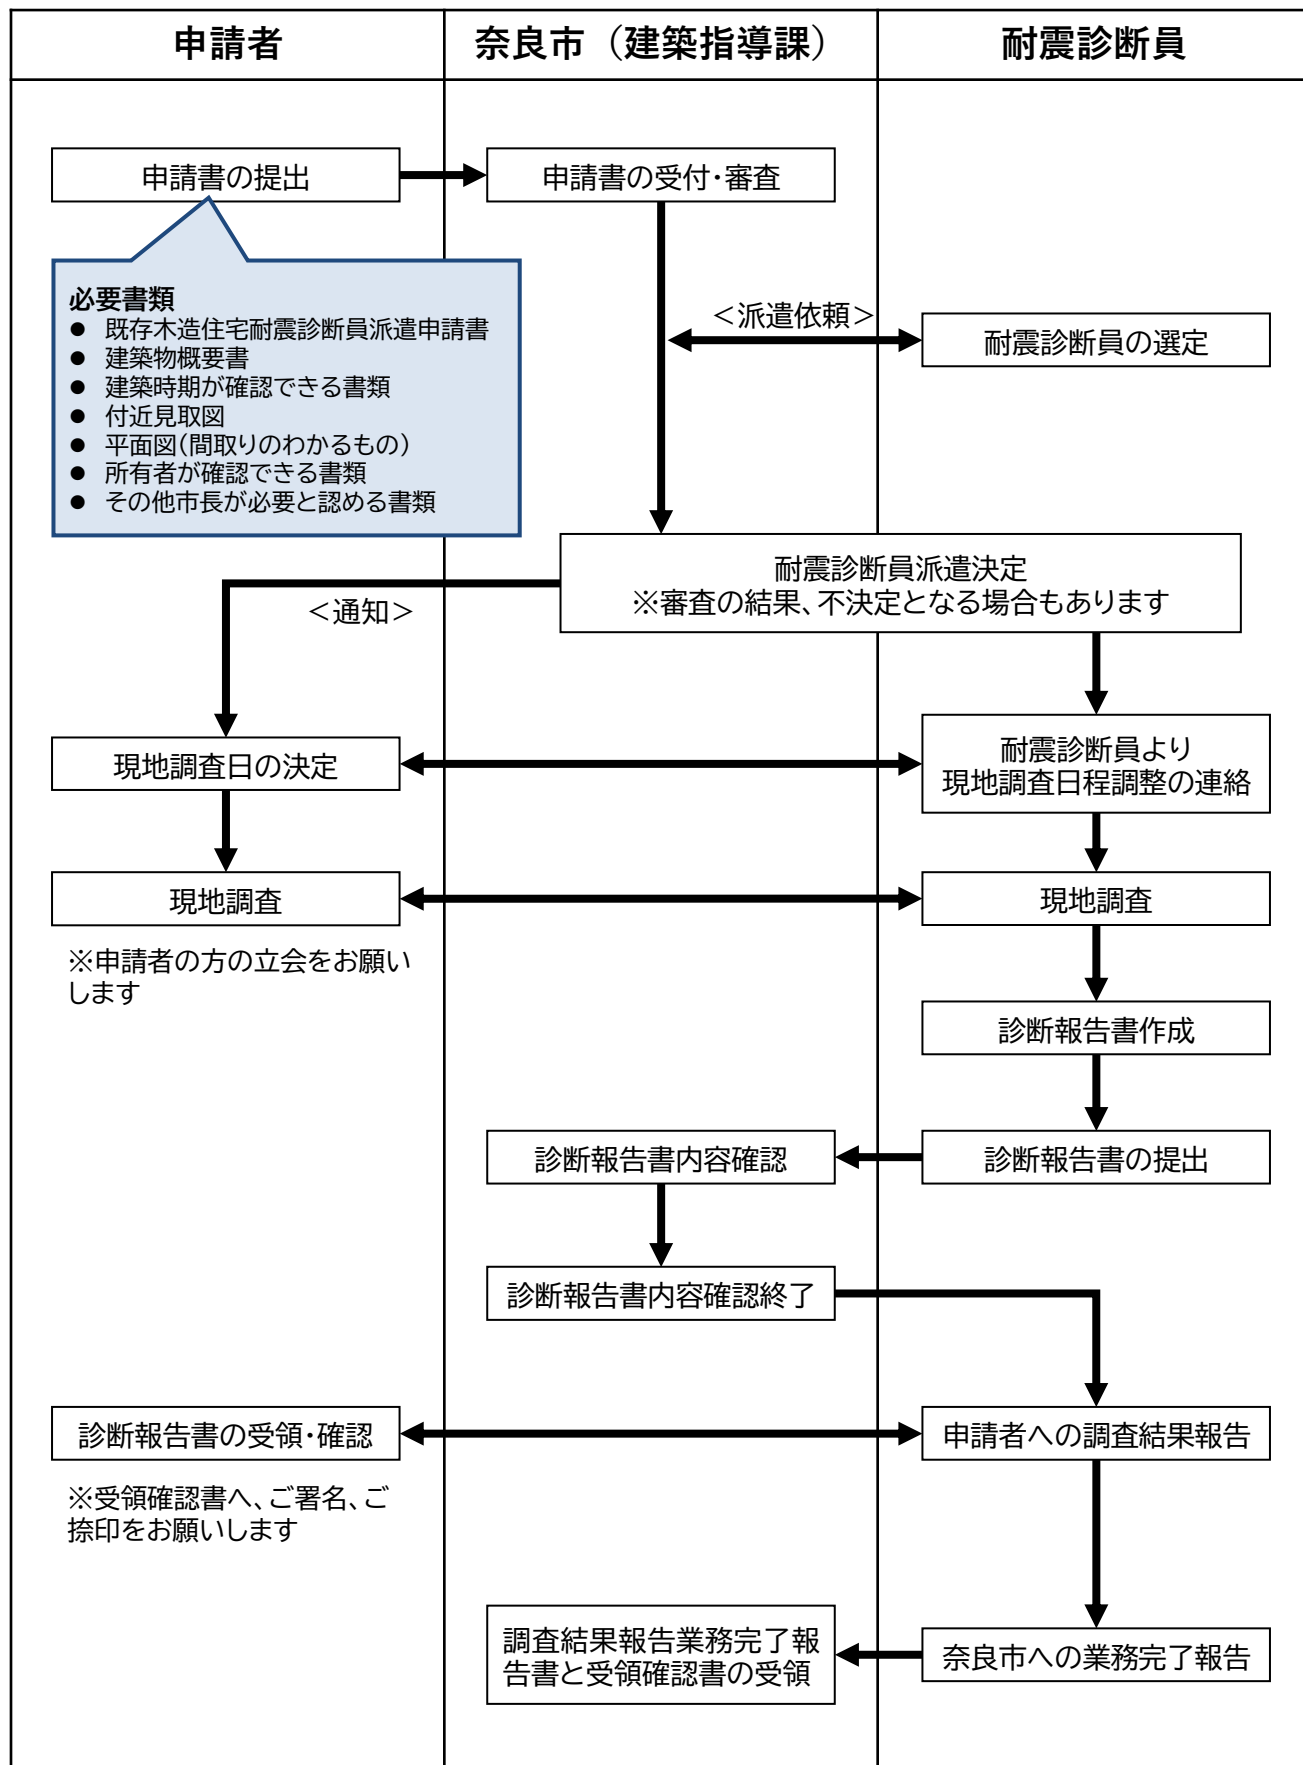 申請者
奈良市（建築指導課）
耐震診断員
申請書の提出
申請書の受付・審査
必要書類
● 既存木造住宅耐震診断員派遣申請書
● 建築物概要書
● 建築時期が確認できる書類
● 付近見取図
● 平面図（間取りのわかるもの）
● 所有者が確認できる書類
● その他市長が必要と認める書類
＜派遣依頼＞
耐震診断員の選定
耐震診断員派遣決定
※審査の結果、不決定となる場合もあります
＜通知＞
現地調査日の決定
耐震診断員より
現地調査日程調整の連絡
現地調査
現地調査
※申請者の方の立会をお願い
します
診断報告書作成
診断報告書内容確認
診断報告書の提出
診断報告書内容確認終了
診断報告書の受領・確認
申請者への調査結果報告
※受領確認書へ、ご署名、ご
捺印をお願いします
調査結果報告業務完了報
告書と受領確認書の受領
奈良市への業務完了報告